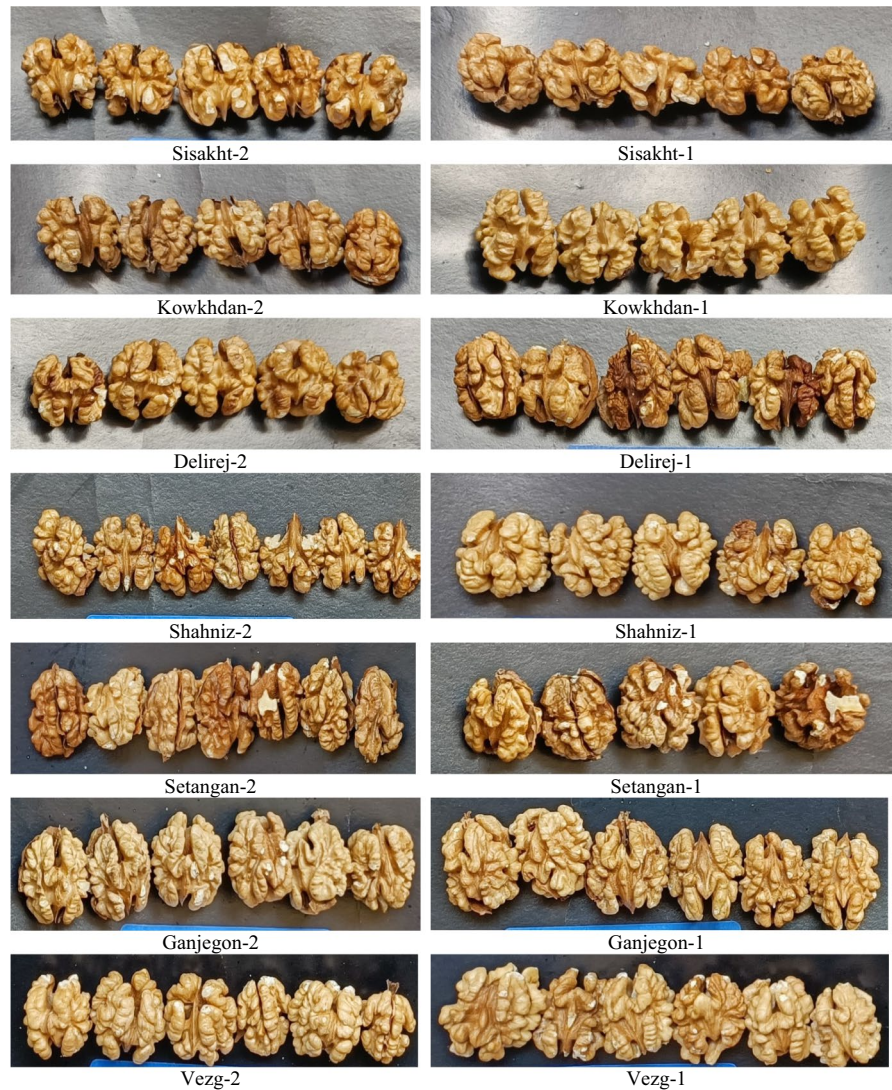 Sisakht-2
Sisakht-1
Kowkhdan-2
Kowkhdan-1
Delirej-2
Delirej-1
Shahniz-2
Shahniz-1
Setangan-2
Setangan-1
Ganjegon-2
Ganjegon-1
Vezg-2
Vezg-1